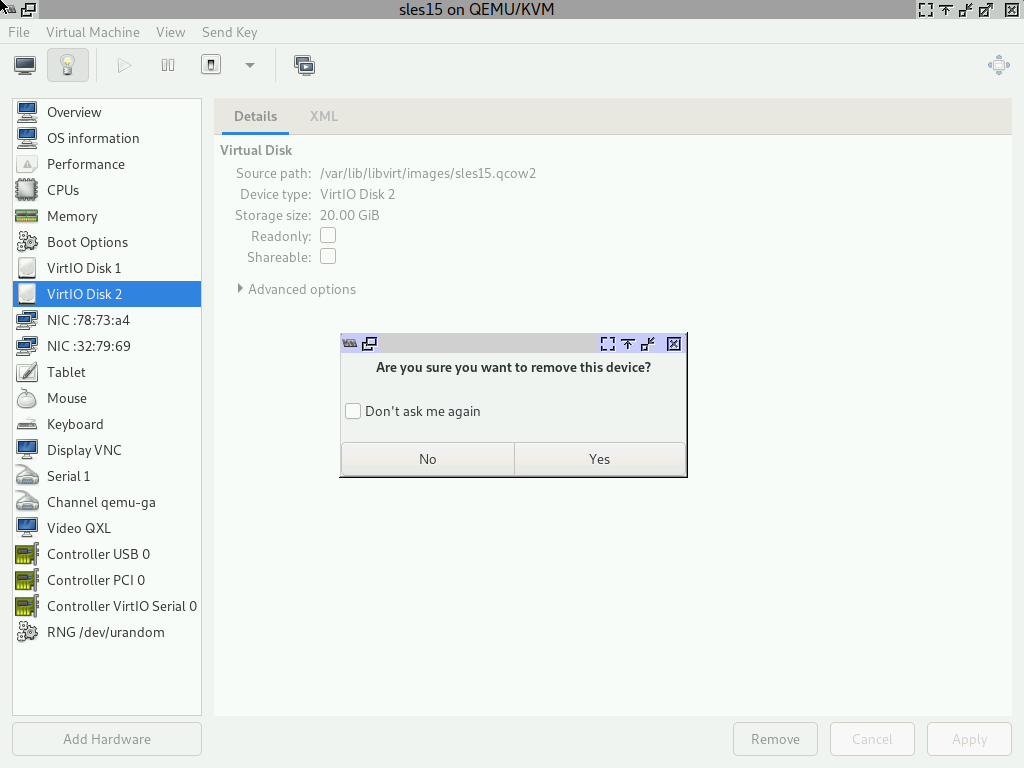 sles15 on QEMU/KVM
File Virtual Machine View Send Key
Overview
OS information
Performance
CPUs
Memory
Boot Options
VirtIO Disk 1
VirtIO Disk 2
NIC :78:73:a4
NIC :32:79:69
Tablet
Mouse
Keyboard
Display VNC
Serial 1
Channel qemu-ga
Video QXL
Controller USB 0
Controller PCI 0
Controller VirtIO Serial 0
RNG /dev/urandom
Add Hardware
Details XML
Virtual Disk
Source path: /var/lib/libvirt/images/sles15.qcow2
Device type: VirtIO Disk 2
Storage size: 20.00 GiB
Readonly:
Shareable:
Advanced options
Are you sure you want to remove this device?
Don't ask me again
No Yes
Remove Cancel Apply